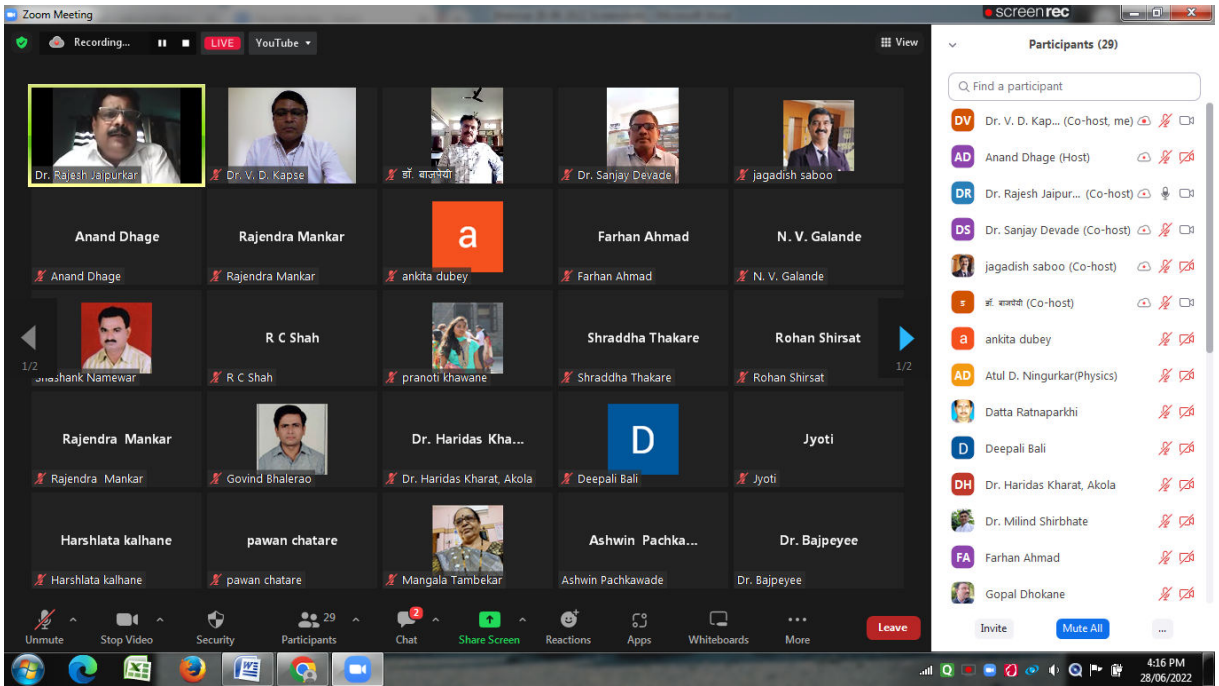 Zoom Meeting
screenrec
Recording...
LIVE
YouTube
View
Dr. Rajesh Jaipurkar
Dr. V. D. Kapse
डॉ. बाजपेयी
Dr. Sanjay Devade
jagadish saboo
Anand Dhage
Rajendra Mankar
a
Farhan Ahmad
N. V. Galande
Anand Dhage
Rajendra Mankar
ankita dubey
Farhan Ahmad
N. V. Galande
R C Shah
Shraddha Thakare
Rohan Shirsat
1/2
1/2
Shashank Namewar
R C Shah
pranoti khawane
Shraddha Thakare
Rohan Shirsat
Rajendra Mankar
Dr. Haridas Kha...
D
Jyoti
Rajendra Mankar
Govind Bhalerao
Dr. Haridas Kharat, Akola
Deepali Bali
Jyoti
Harshlata kalhane
pawan chatare
Ashwin Pachka...
Dr. Bajpeyee
Harshlata kalhane
pawan chatare
Mangala Tambekar
Ashwin Pachkawade
Dr. Bajpeyee
Unmute
Stop Video
Security
29
Participants
2
Chat
Share Screen
Reactions
Apps
Whiteboards
More
Leave
Participants (29)
Find a participant
DV Dr. V. D. Kap... (Co-host, me)
AD Anand Dhage (Host)
DR Dr. Rajesh Jaipur... (Co-host)
DS Dr. Sanjay Devade (Co-host)
jagadish saboo (Co-host)
ड डॉ. बाजपेयी (Co-host)
a ankita dubey
AD Atul D. Ningurkar(Physics)
Datta Ratnaparkhi
D Deepali Bali
DH Dr. Haridas Kharat, Akola
Dr. Milind Shirbhate
FA Farhan Ahmad
Gopal Dhokane
Invite
Mute All
...
4:16 PM
28/06/2022